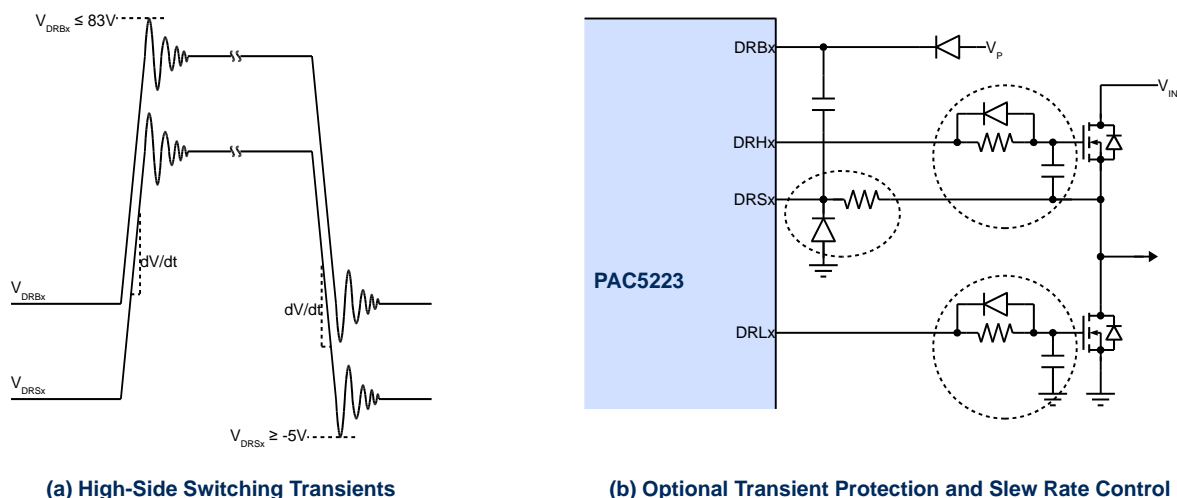 V_DRBx ≤ 83V
dV/dt
V_DRBx
dV/dt
V_DRSx
V_DRSx ≥ -5V
(a) High-Side Switching Transients
DRBx
V_P
V_IN
DRHx
DRSx
PAC5223
DRLx
(b) Optional Transient Protection and Slew Rate Control